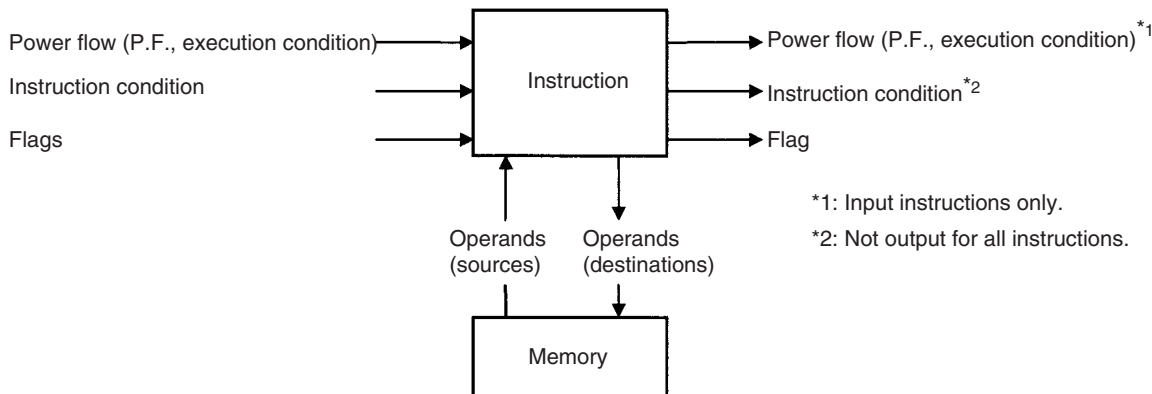 Power flow (P.F., execution condition)
Instruction condition
Flags
Instruction
Power flow (P.F., execution condition)*1
Instruction condition*2
Flag
*1: Input instructions only.
*2: Not output for all instructions.
Operands
(sources)
Operands
(destinations)
Memory